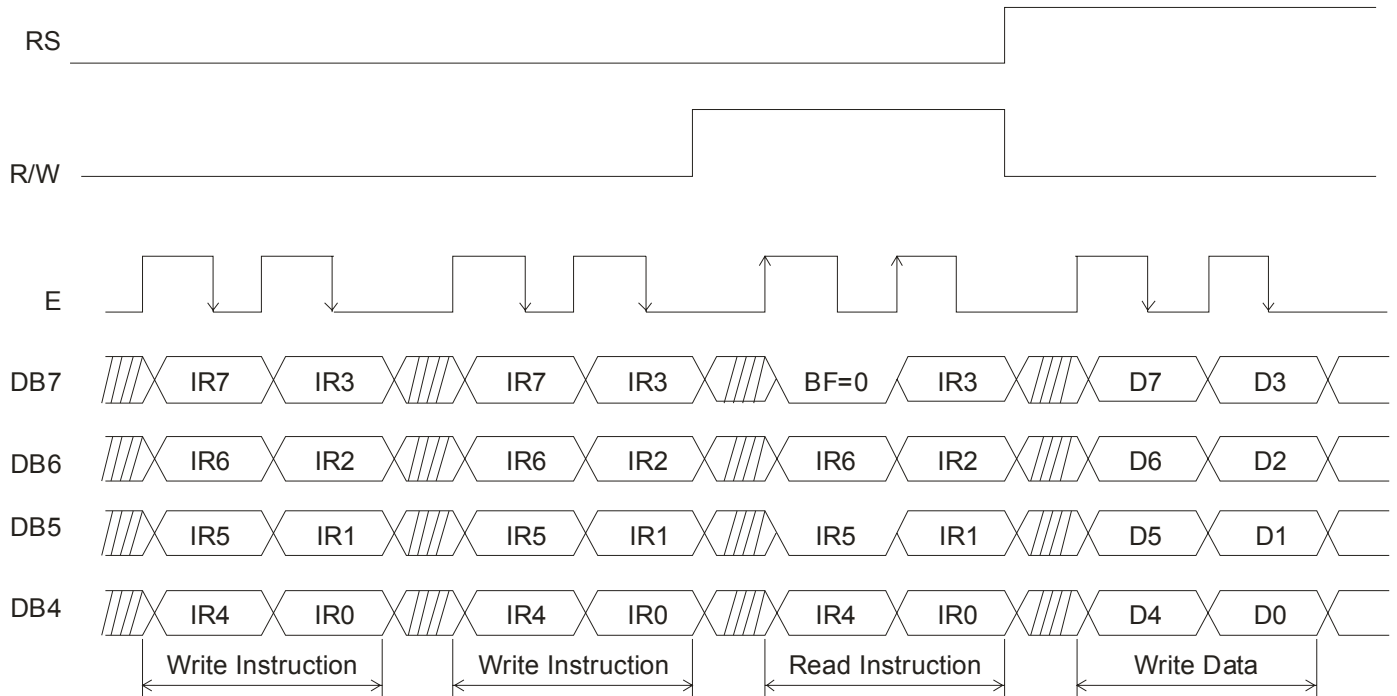 RS
R/W
E
DB7 IR7 IR3 IR7 IR3 BF=0 IR3 D7 D3
DB6 IR6 IR2 IR6 IR2 IR6 IR2 D6 D2
DB5 IR5 IR1 IR5 IR1 IR5 IR1 D5 D1
DB4 IR4 IR0 IR4 IR0 IR4 IR0 D4 D0
Write Instruction Write Instruction Read Instruction Write Data